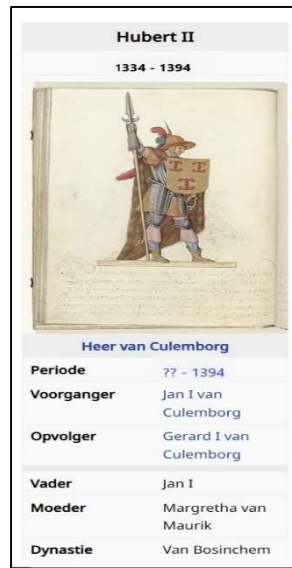 Hubert II
1334 - 1394
Heer van Culemborg
Periode ?? - 1394
Voorganger Jan I van
Culemborg
Opvolger Gerard I van
Culemborg
Vader Jan I
Moeder Margretha van
Maurik
Dynastie Van Bosinchem